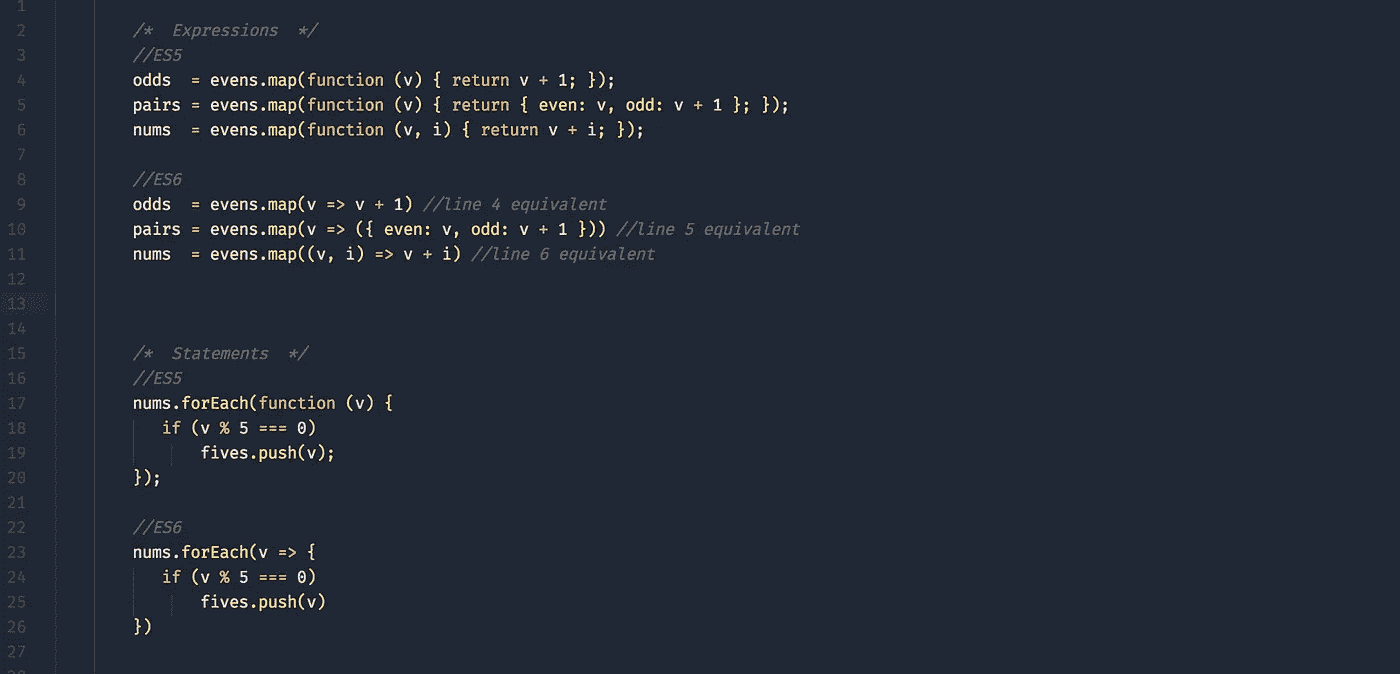 1
2 /*  Expressions  */
3 //ES5
4 odds  = evens.map(function (v) { return v + 1; });
5 pairs = evens.map(function (v) { return { even: v, odd: v + 1 }; });
6 nums  = evens.map(function (v, i) { return v + i; });
7
8 //ES6
9 odds  = evens.map(v => v + 1) //line 4 equivalent
10 pairs = evens.map(v => ({ even: v, odd: v + 1 })) //line 5 equivalent
11 nums  = evens.map((v, i) => v + i) //line 6 equivalent
12
13
14
15 /*  Statements  */
16 //ES5
17 nums.forEach(function (v) {
18    if (v % 5 === 0)
19        fives.push(v);
20 });
21
22 //ES6
23 nums.forEach(v => {
24    if (v % 5 === 0)
25        fives.push(v)
26 })
27